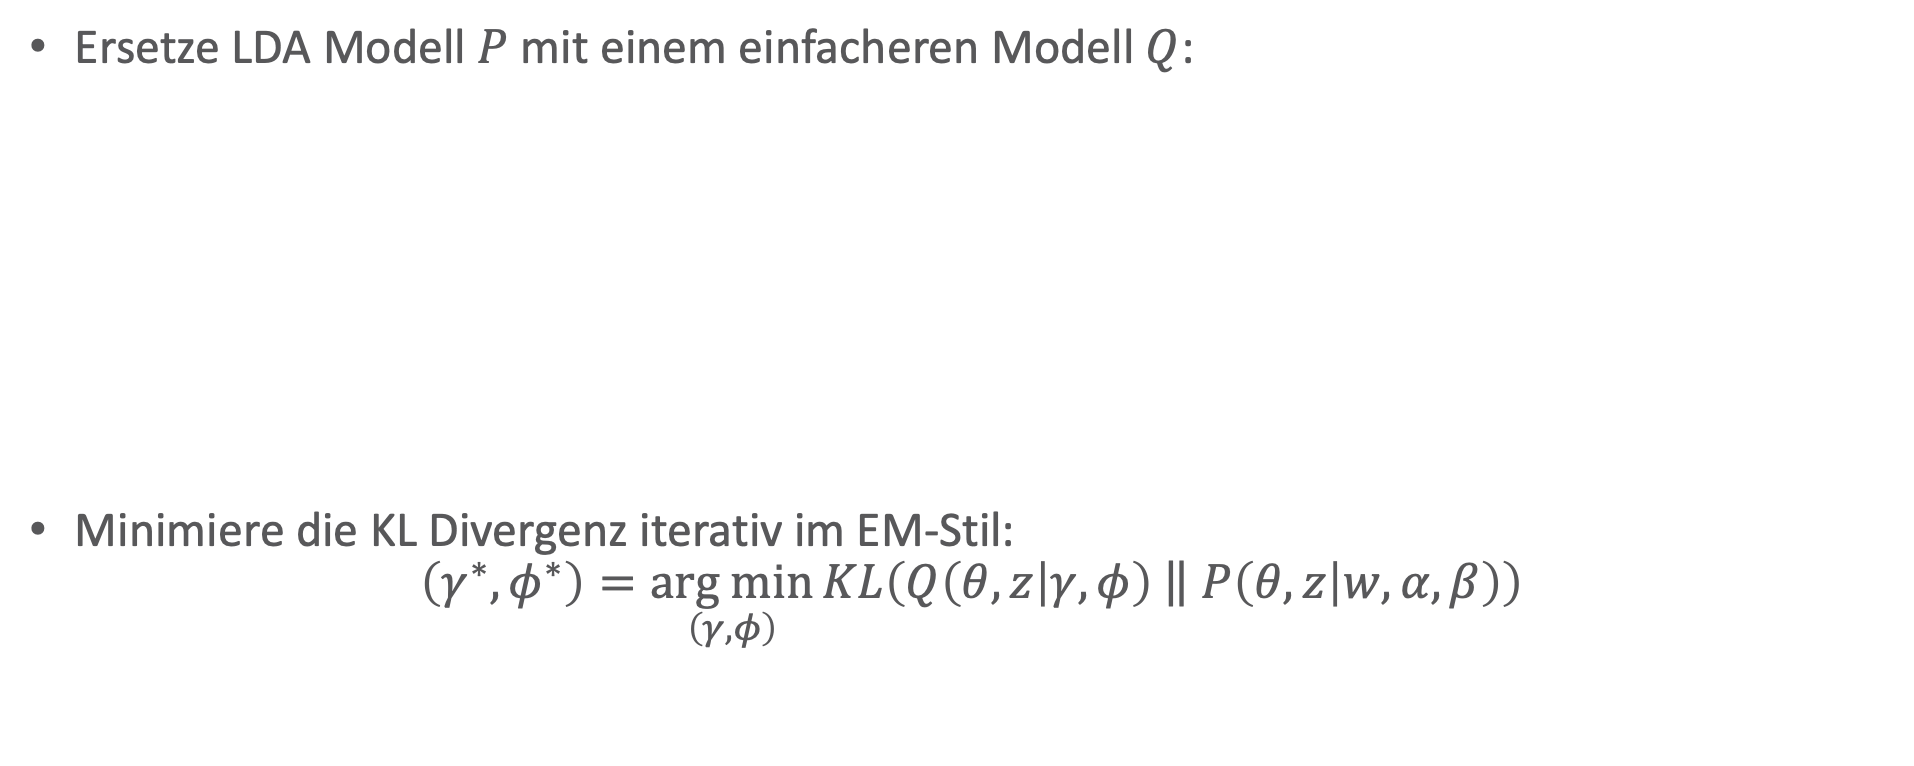 • Ersetze LDA Modell P mit einem einfacheren Modell Q:
• Minimiere die KL Divergenz iterativ im EM-Stil:
(γ*, ϕ*) = arg min KL(Q(θ, z|γ, ϕ) ∥ P(θ, z|w, α, β))
(γ,ϕ)